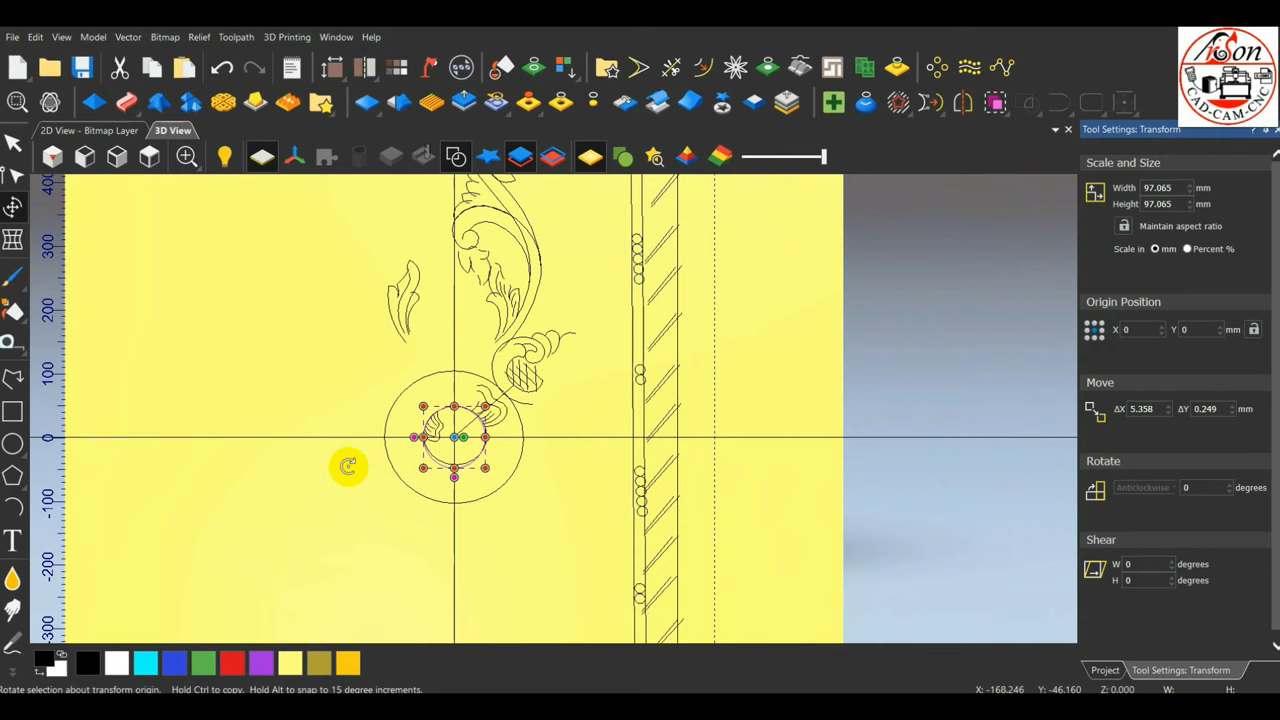 File Edit View Model Vector Bitmap Relief Toolpath 3D Printing Window Help
ArSon
CAD-CAM-CNC
2D View - Bitmap Layer 3D View
Tool Settings: Transform
Scale and Size
Width 97.065 mm
Height 97.065 mm
Maintain aspect ratio
Scale in mm Percent %
Origin Position
X 0 Y 0 mm
Move
ΔX 5.358 ΔY 0.249 mm
Rotate
Anticlockwise 0 degrees
Shear
W 0 degrees
H 0 degrees
400
300
200
100
0
-100
-200
-300
Project Tool Settings: Transform
Rotate selection about transform origin. Hold Ctrl to copy. Hold Alt to snap to 15 degree increments. X: -168.246 Y: -46.160 Z: 0.000 W: H: